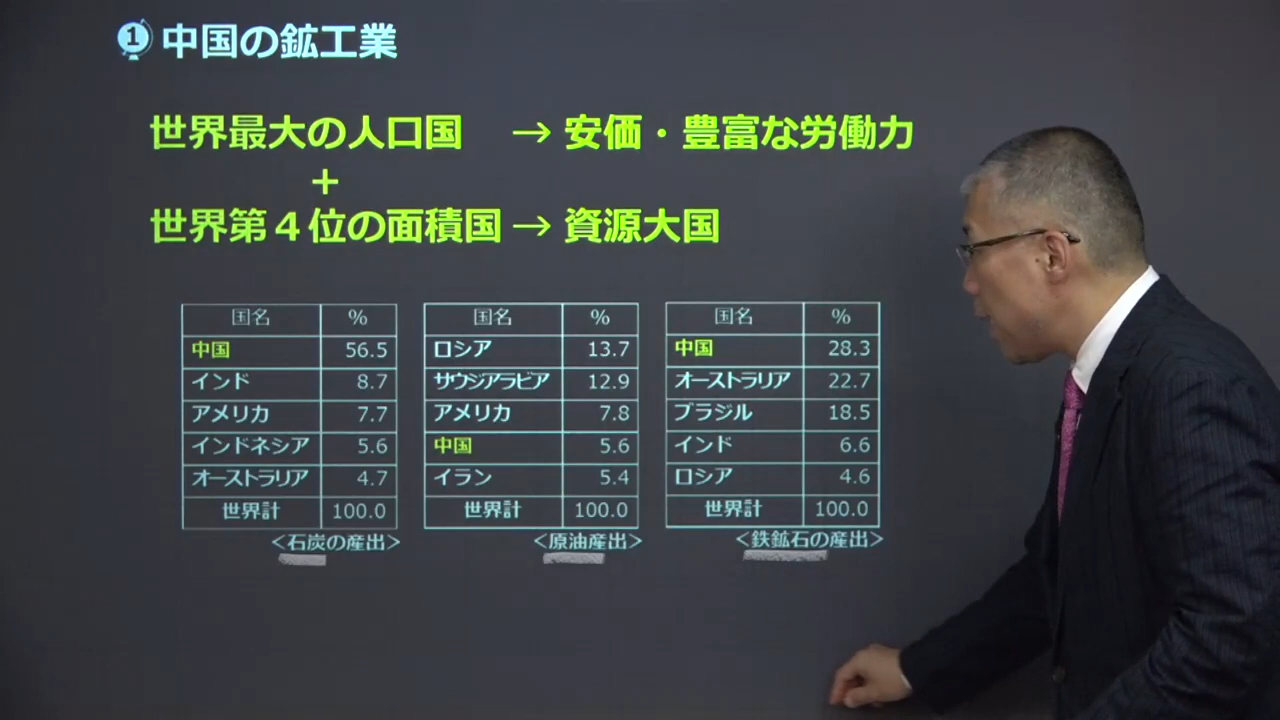 ① 中国の鉱工業
世界最大の人口国 → 安価・豊富な労働力
＋
世界第４位の面積国 → 資源大国
国名 %
中国 56.5
インド 8.7
アメリカ 7.7
インドネシア 5.6
オーストラリア 4.7
世界計 100.0
＜石炭の産出＞
国名 %
ロシア 13.7
サウジアラビア 12.9
アメリカ 7.8
中国 5.6
イラン 5.4
世界計 100.0
＜原油産出＞
国名 %
中国 28.3
オーストラリア 22.7
ブラジル 18.5
インド 6.6
ロシア 4.6
世界計 100.0
＜鉄鉱石の産出＞